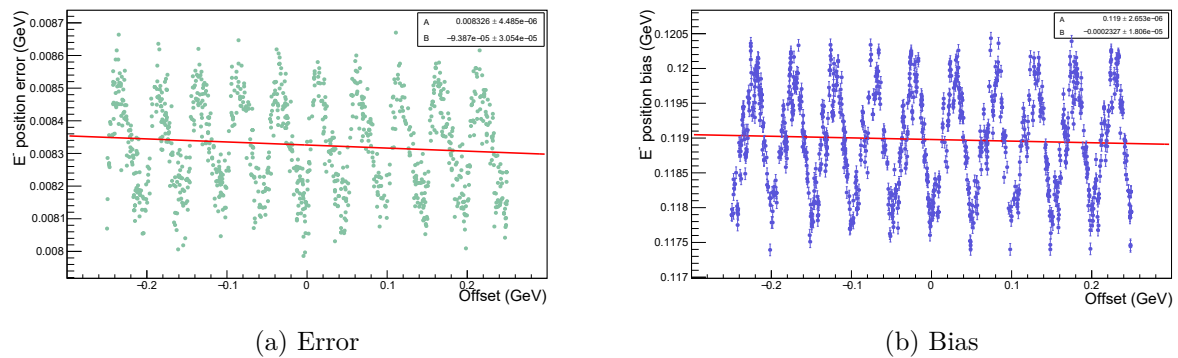 E⁻ position error (GeV)
0.0087
0.0086
0.0085
0.0084
0.0083
0.0082
0.0081
0.008
A 0.008326 ± 4.485e−06
B −9.387e−05 ± 3.054e−05
−0.2 −0.1 0 0.1 0.2
Offset (GeV)
(a) Error
E⁻ position bias (GeV)
0.1205
0.12
0.1195
0.119
0.1185
0.118
0.1175
0.117
A 0.119 ± 2.653e−06
B −0.0002327 ± 1.806e−05
−0.2 −0.1 0 0.1 0.2
Offset (GeV)
(b) Bias